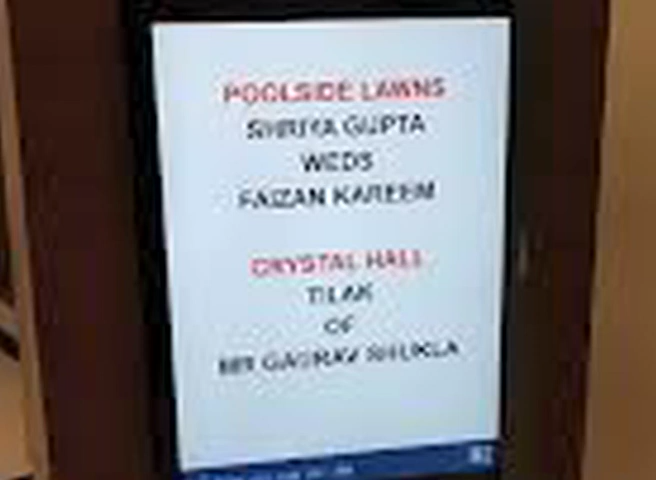 POOLSIDE LAWNS
SHRIYA GUPTA
WEDS
FAIZAN KAREEM
CRYSTAL HALL
TILAK
OF
MR GAURAV SHUKLA